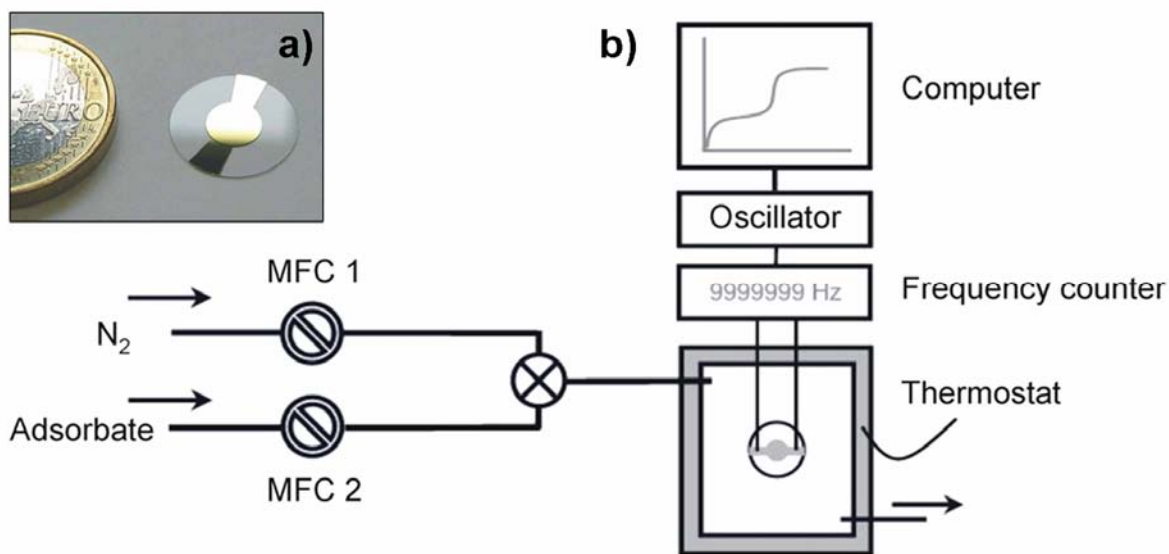 a)
EURO
b)
Computer
Oscillator
9999999 Hz
Frequency counter
Thermostat
MFC 1
N₂
Adsorbate
MFC 2